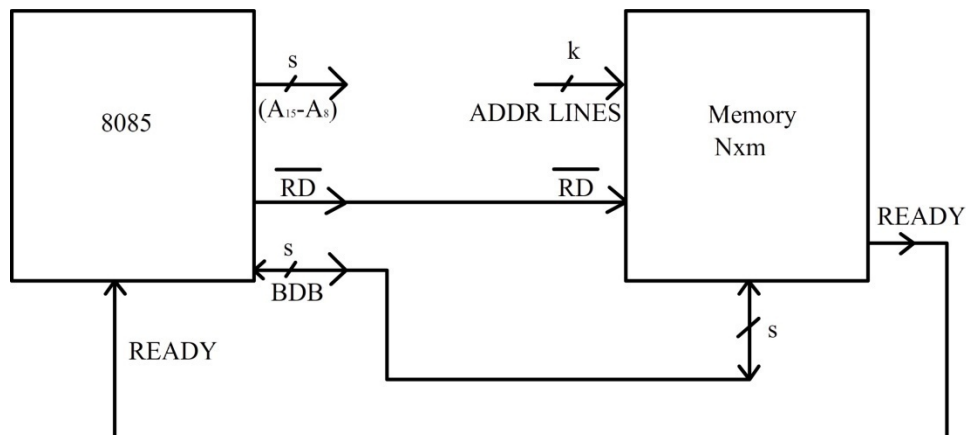 8085
s
(A₁₅-A₈)
RD
s
BDB
READY
k
ADDR LINES
RD
Memory
Nxm
READY
s